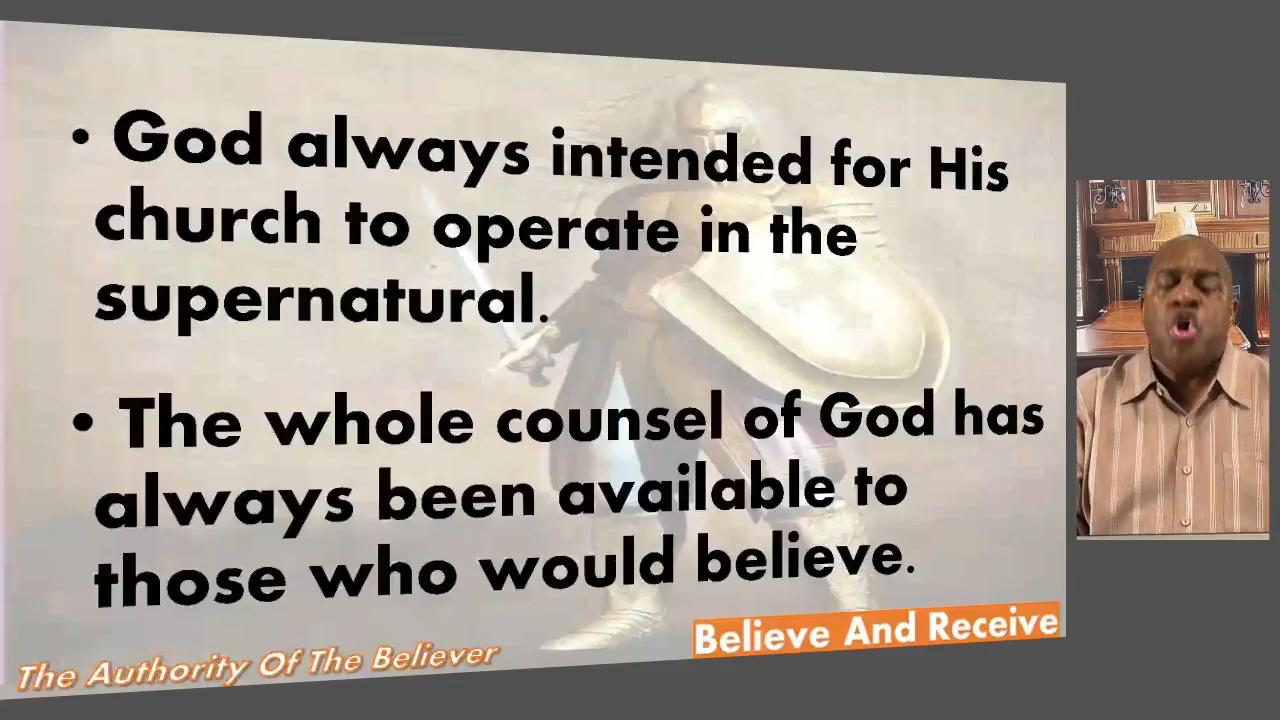 • God always intended for His
church to operate in the
supernatural.
• The whole counsel of God has
always been available to
those who would believe.
Believe And Receive
The Authority Of The Believer